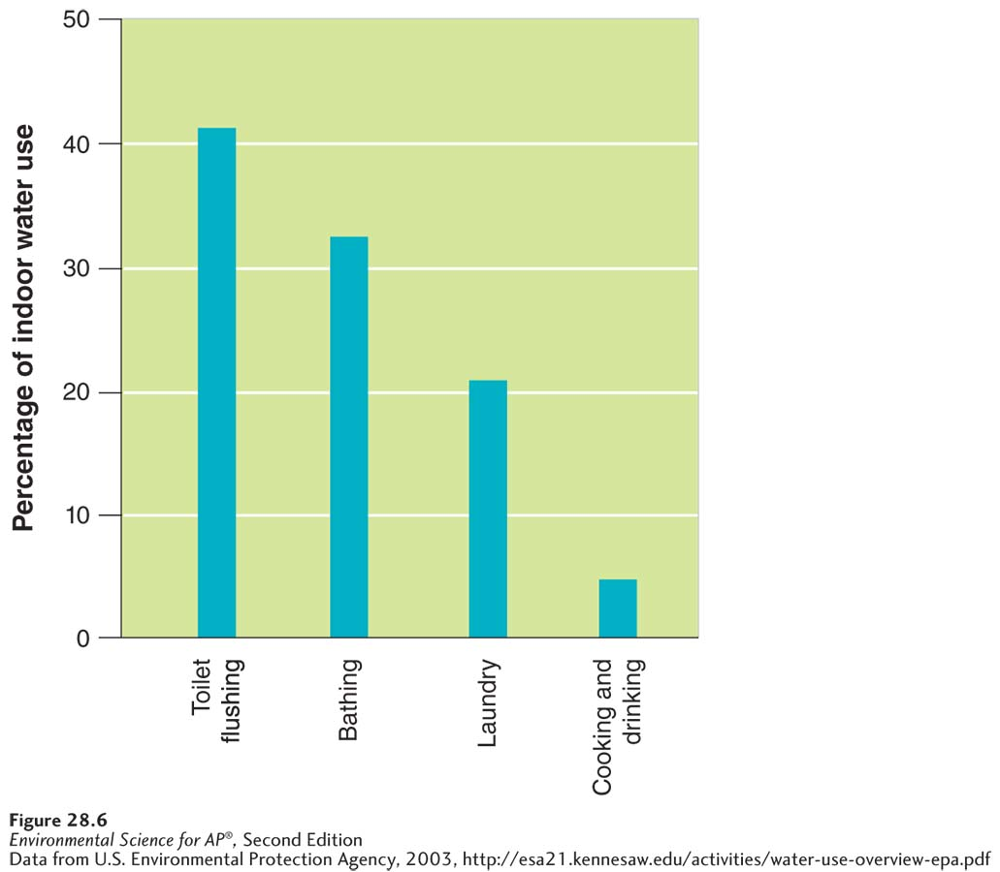 Percentage of indoor water use
50
40
30
20
10
0
Toilet
flushing
Bathing
Laundry
Cooking and
drinking
Figure 28.6
Environmental Science for AP®, Second Edition
Data from U.S. Environmental Protection Agency, 2003, http://esa21.kennesaw.edu/activities/water-use-overview-epa.pdf